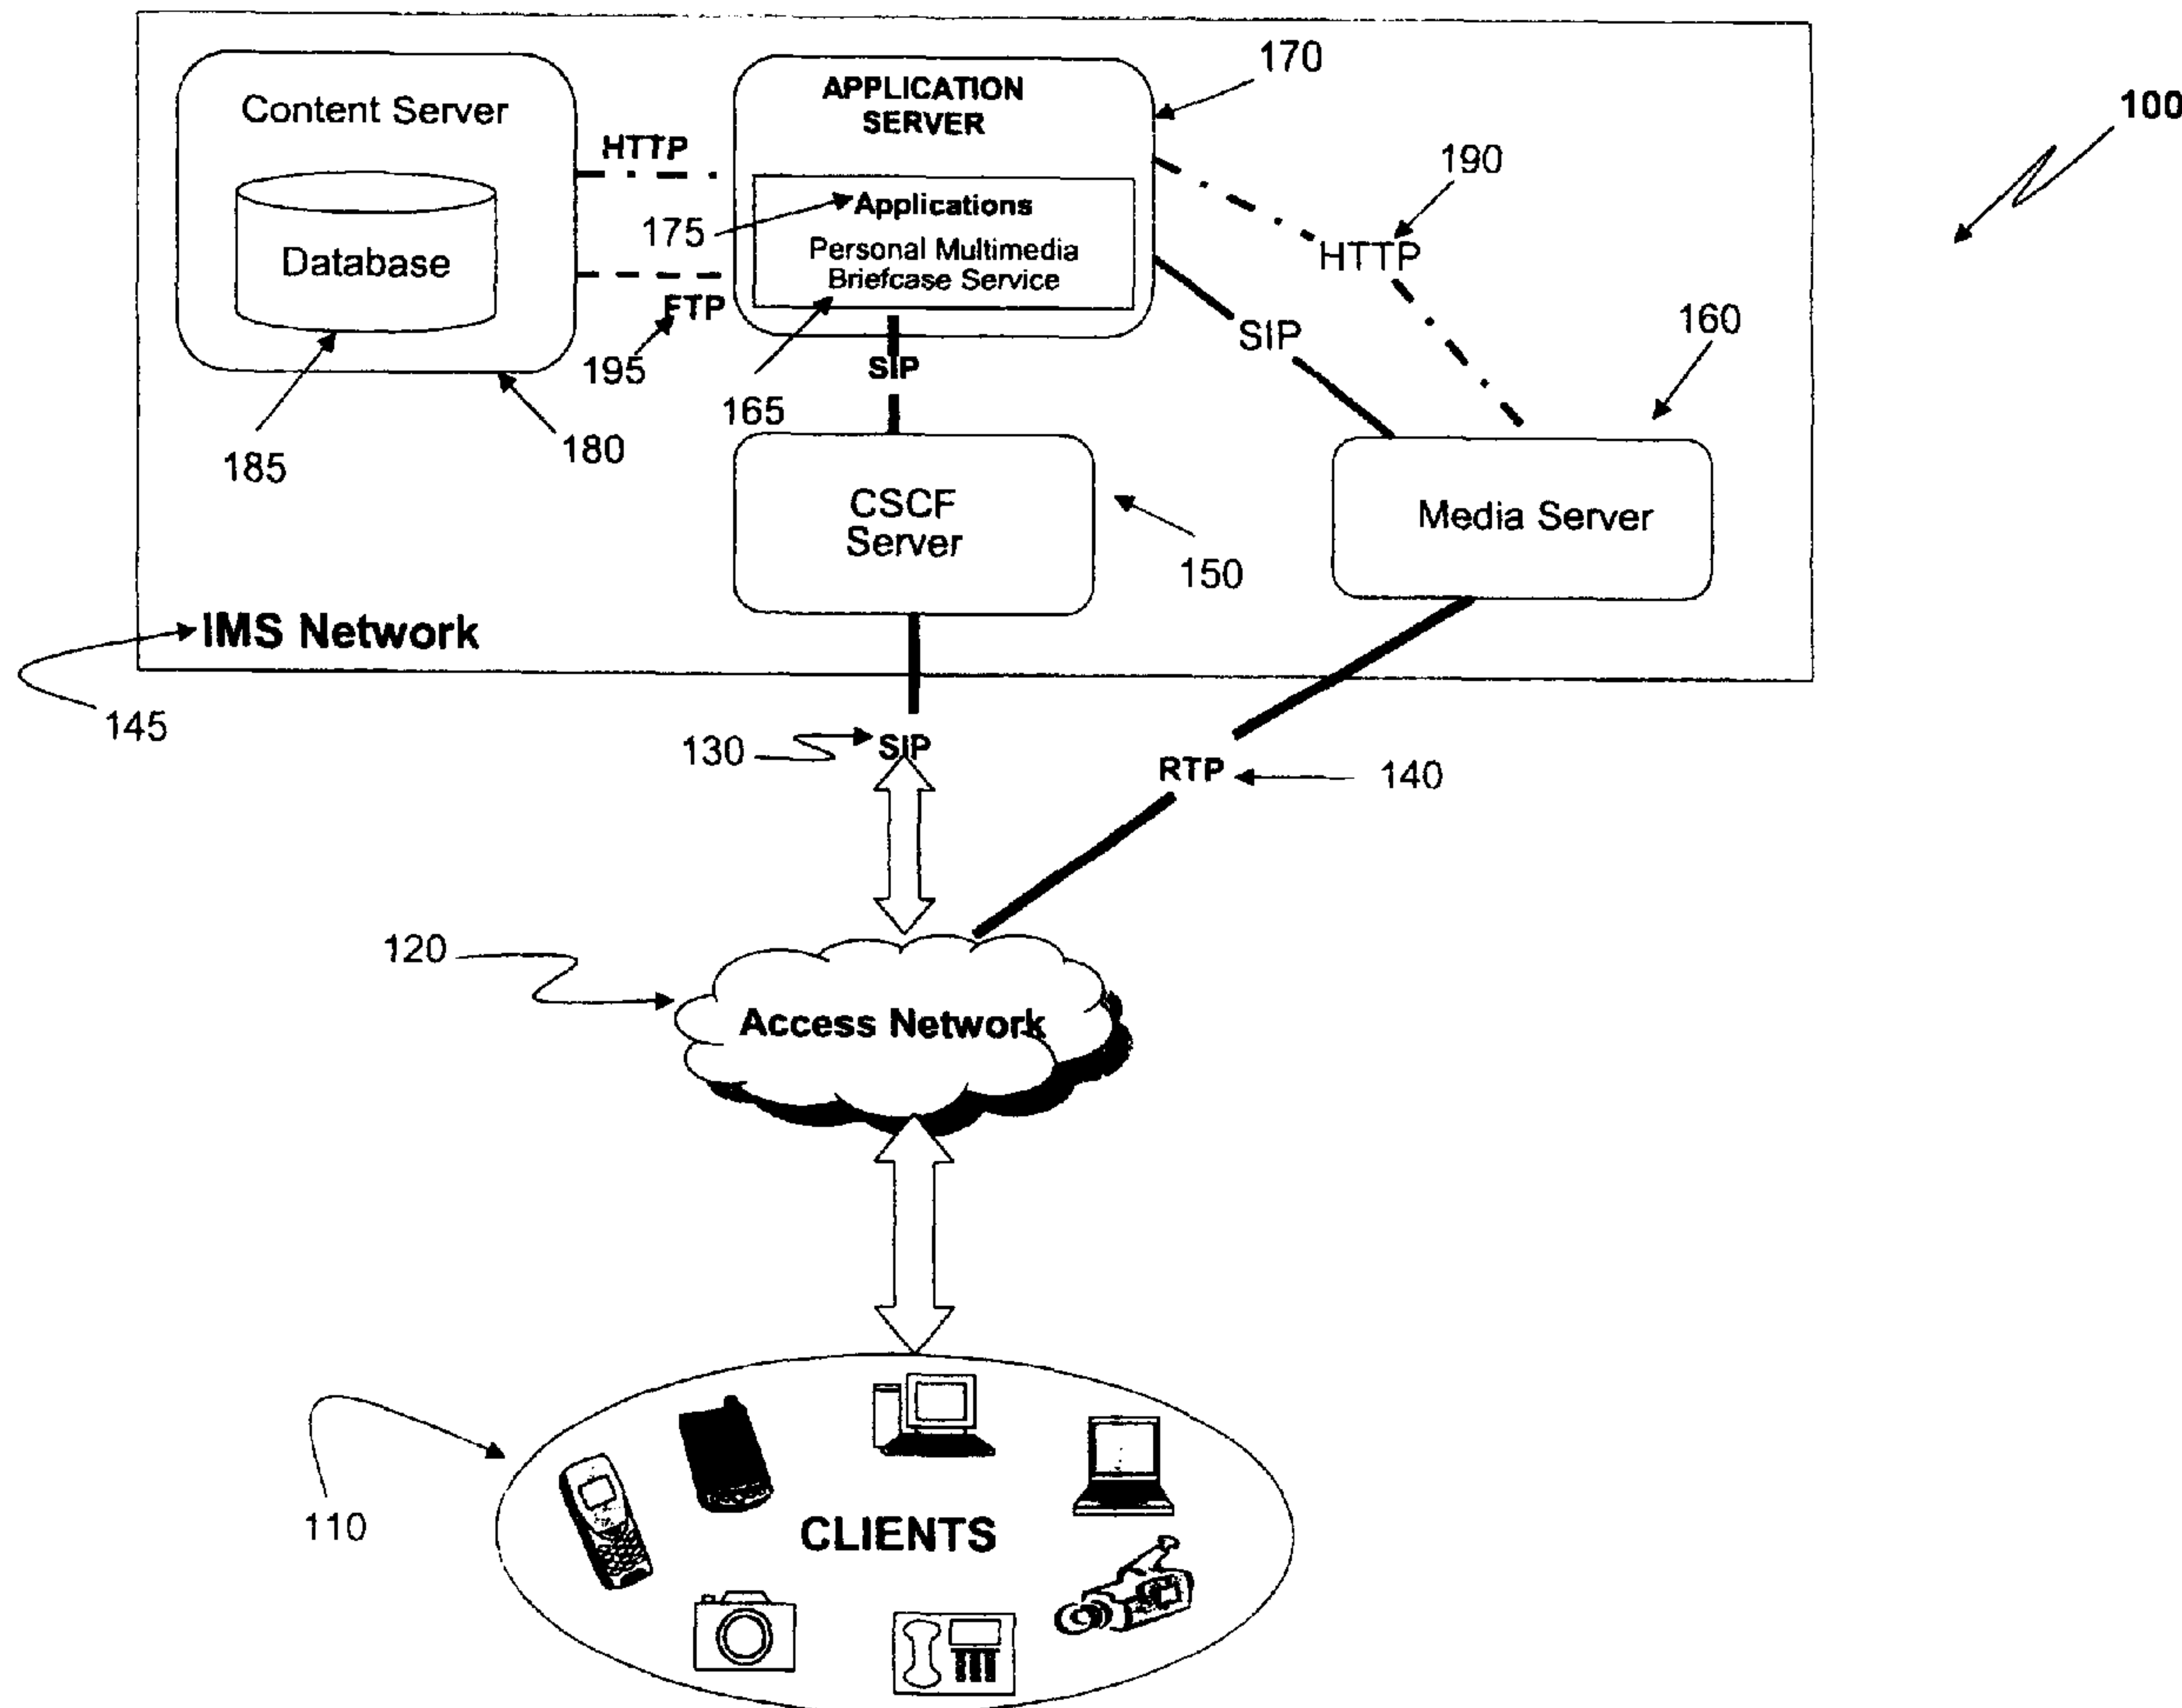 100
170
Content Server
APPLICATION
SERVER
HTTP
190
175
Applications
Personal Multimedia
Briefcase Service
Database
HTTP
FTP
195
SIP
160
SIP
165
185
180
CSCF
Server
150
Media Server
IMS Network
145
130
SIP
RTP
140
120
Access Network
110
CLIENTS